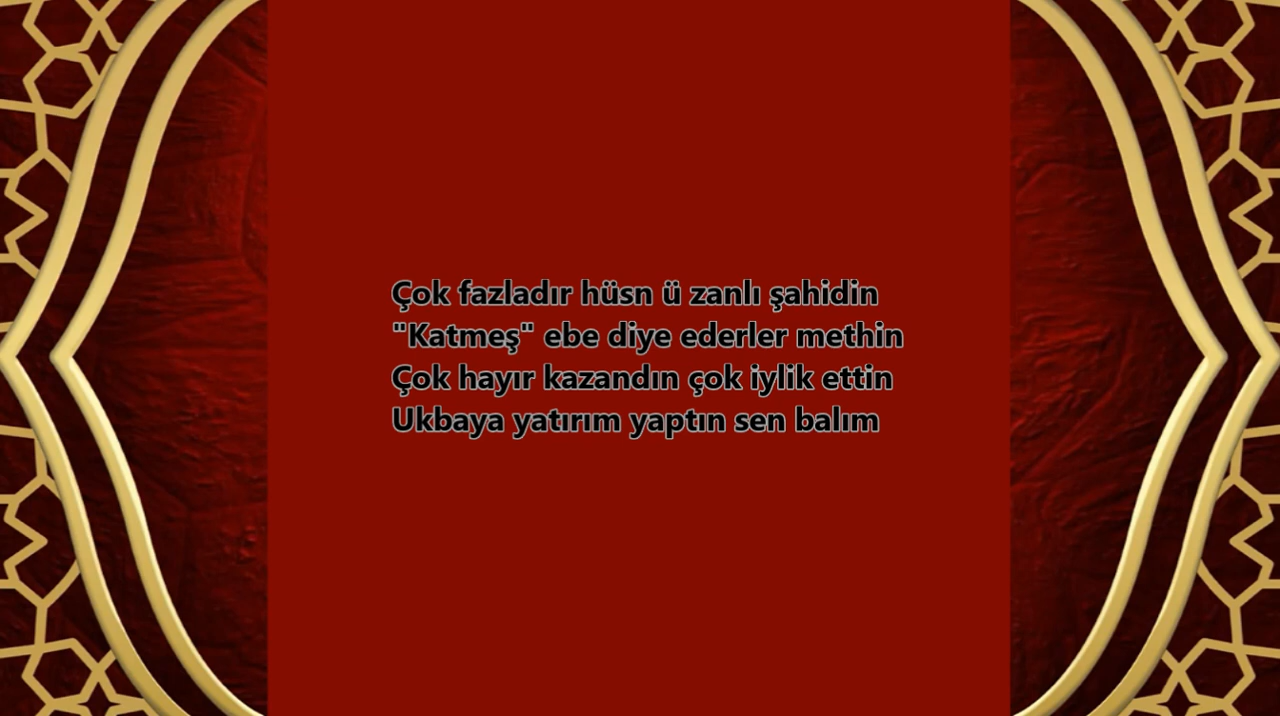 Çok fazladır hüsn ü zanlı şahidin
"Katmeş" ebe diye ederler methin
Çok hayır kazandın çok iylik ettin
Ukbaya yatırım yaptın sen balım